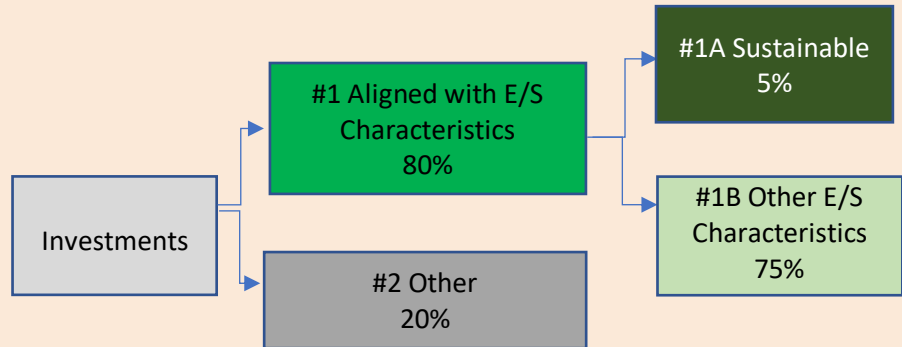 Investments
#1 Aligned with E/S
Characteristics
80%
#2 Other
20%
#1A Sustainable
5%
#1B Other E/S
Characteristics
75%